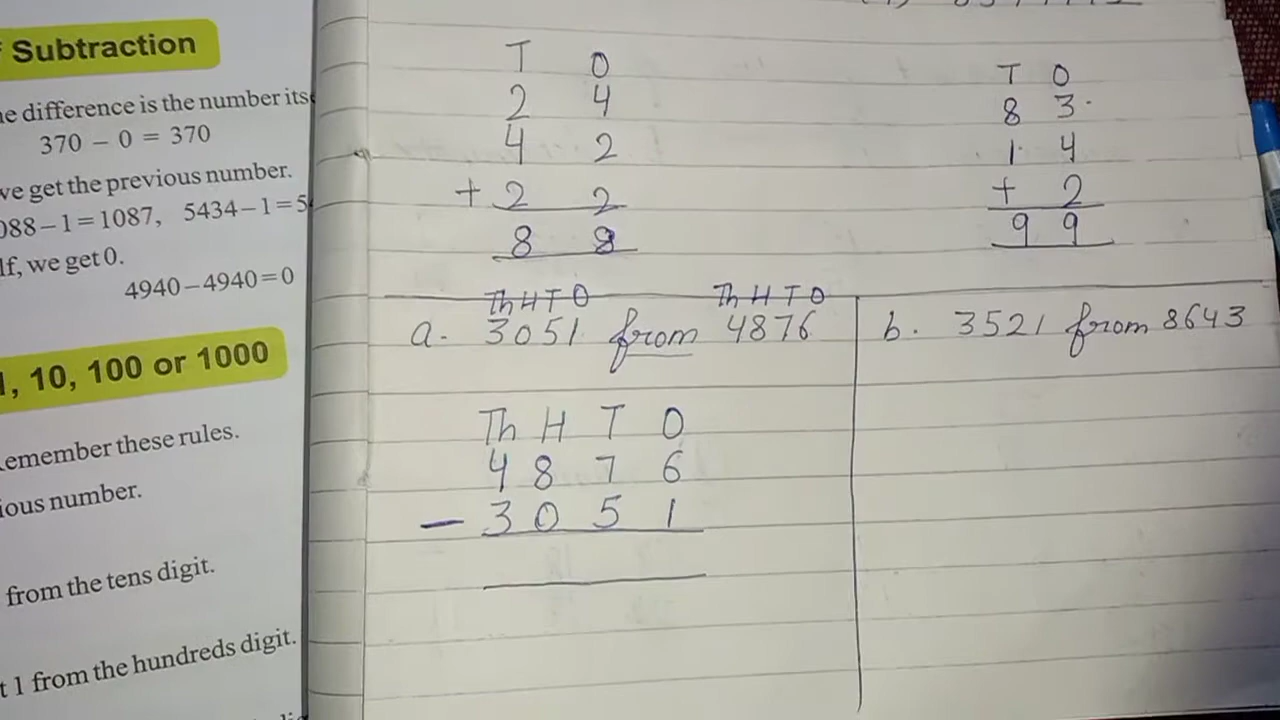 f Subtraction
he difference is the number its
370 – 0 = 370
we get the previous number.
088 – 1 = 1087, 5434 – 1 = 5
lf, we get 0.
4940 – 4940 = 0
1, 10, 100 or 1000
emember these rules.
ious number.
from the tens digit.
t 1 from the hundreds digit.
T O
2 4
4 2
+ 2 2
8 8
T O
8 3
1 4
+ 2
9 9
Th H T O Th H T O
a. 3051 from 4876
Th H T O
4 8 7 6
– 3 0 5 1
b. 3521 from 8643